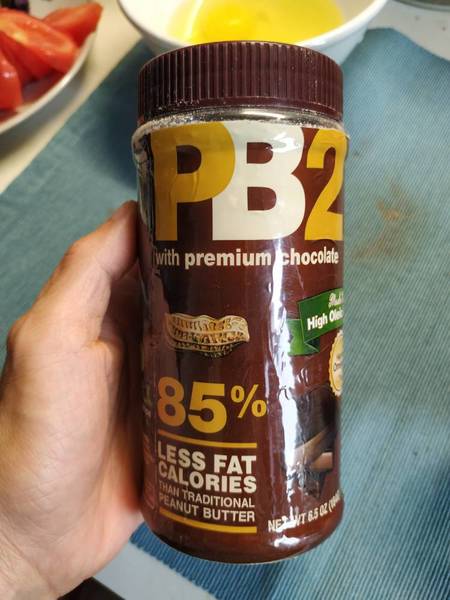 PB2
with premium chocolate
High Oleic
85%
LESS FAT
CALORIES
THAN TRADITIONAL
PEANUT BUTTER
NET WT 6.5 OZ